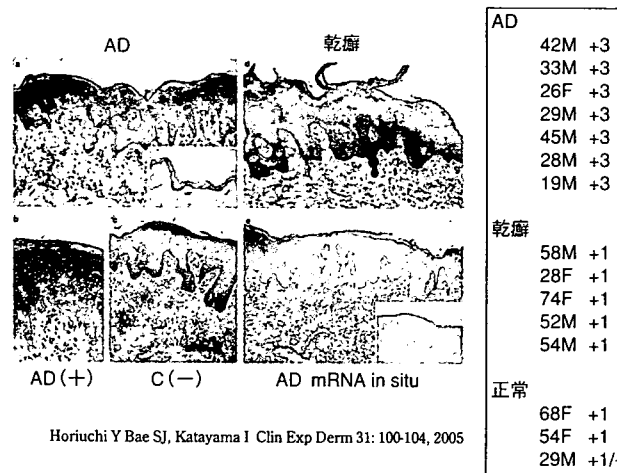 AD 乾癬
a d
b c e
AD(+) C(-) AD mRNA in situ
Horiuchi Y Bae SJ, Katayama I Clin Exp Derm 31: 100-104, 2005
AD
42M +3
33M +3
26F +3
29M +3
45M +3
28M +3
19M +3
乾癬
58M +1
28F +1
74F +1
52M +1
54M +1
正常
68F +1
54F +1
29M +1/